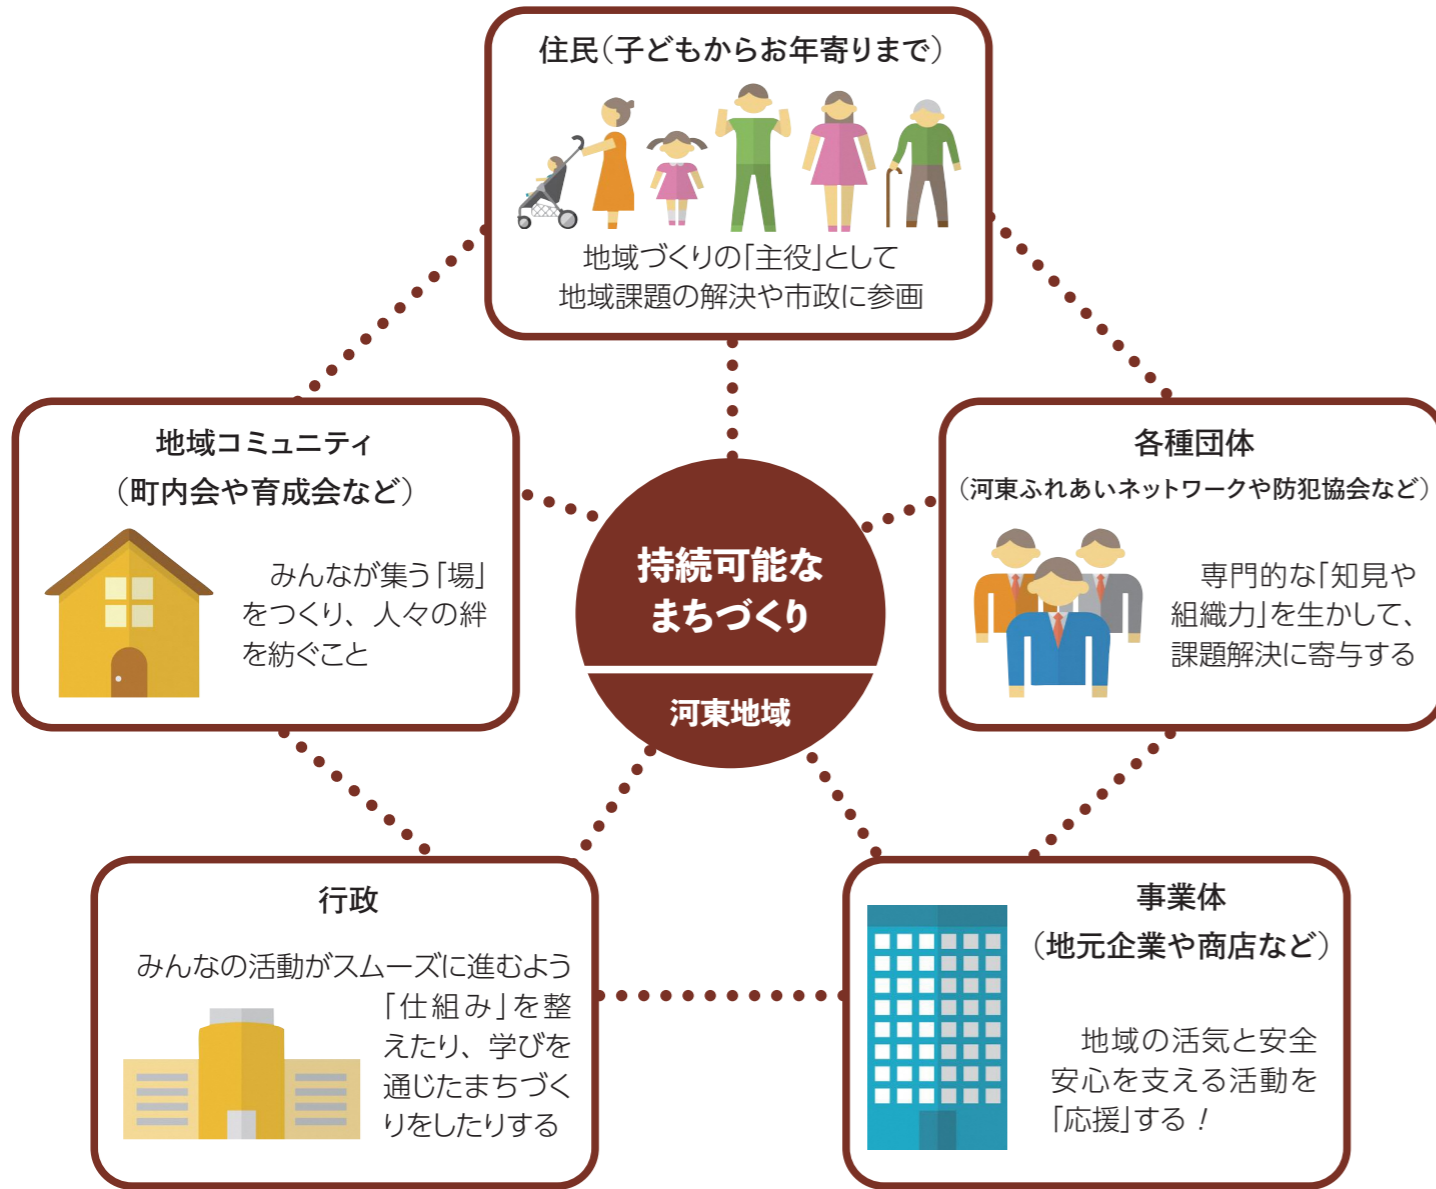 住民（子どもからお年寄りまで）
地域づくりの「主役」として
地域課題の解決や市政に参画
地域コミュニティ
（町内会や育成会など）
みんなが集う「場」
をつくり、人々の絆
を紡ぐこと
各種団体
（河東ふれあいネットワークや防犯協会など）
専門的な「知見や
組織力」を生かして、
課題解決に寄与する
持続可能な
まちづくり
河東地域
行政
みんなの活動がスムーズに進むよう
「仕組み」を整
えたり、学びを
通じたまちづく
りをしたりする
事業体
（地元企業や商店など）
地域の活気と安全
安心を支える活動を
「応援」する！